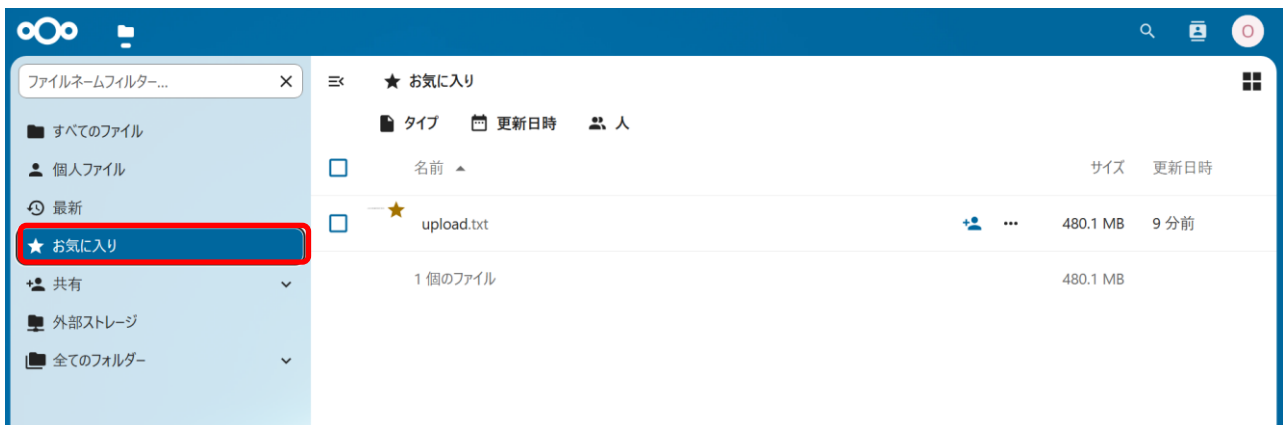 O
ファイルネームフィルター...
すべてのファイル
個人ファイル
最新
お気に入り
共有
外部ストレージ
全てのフォルダー
お気に入り
タイプ 更新日時 人
名前 サイズ 更新日時
upload.txt 480.1 MB 9 分前
1 個のファイル 480.1 MB